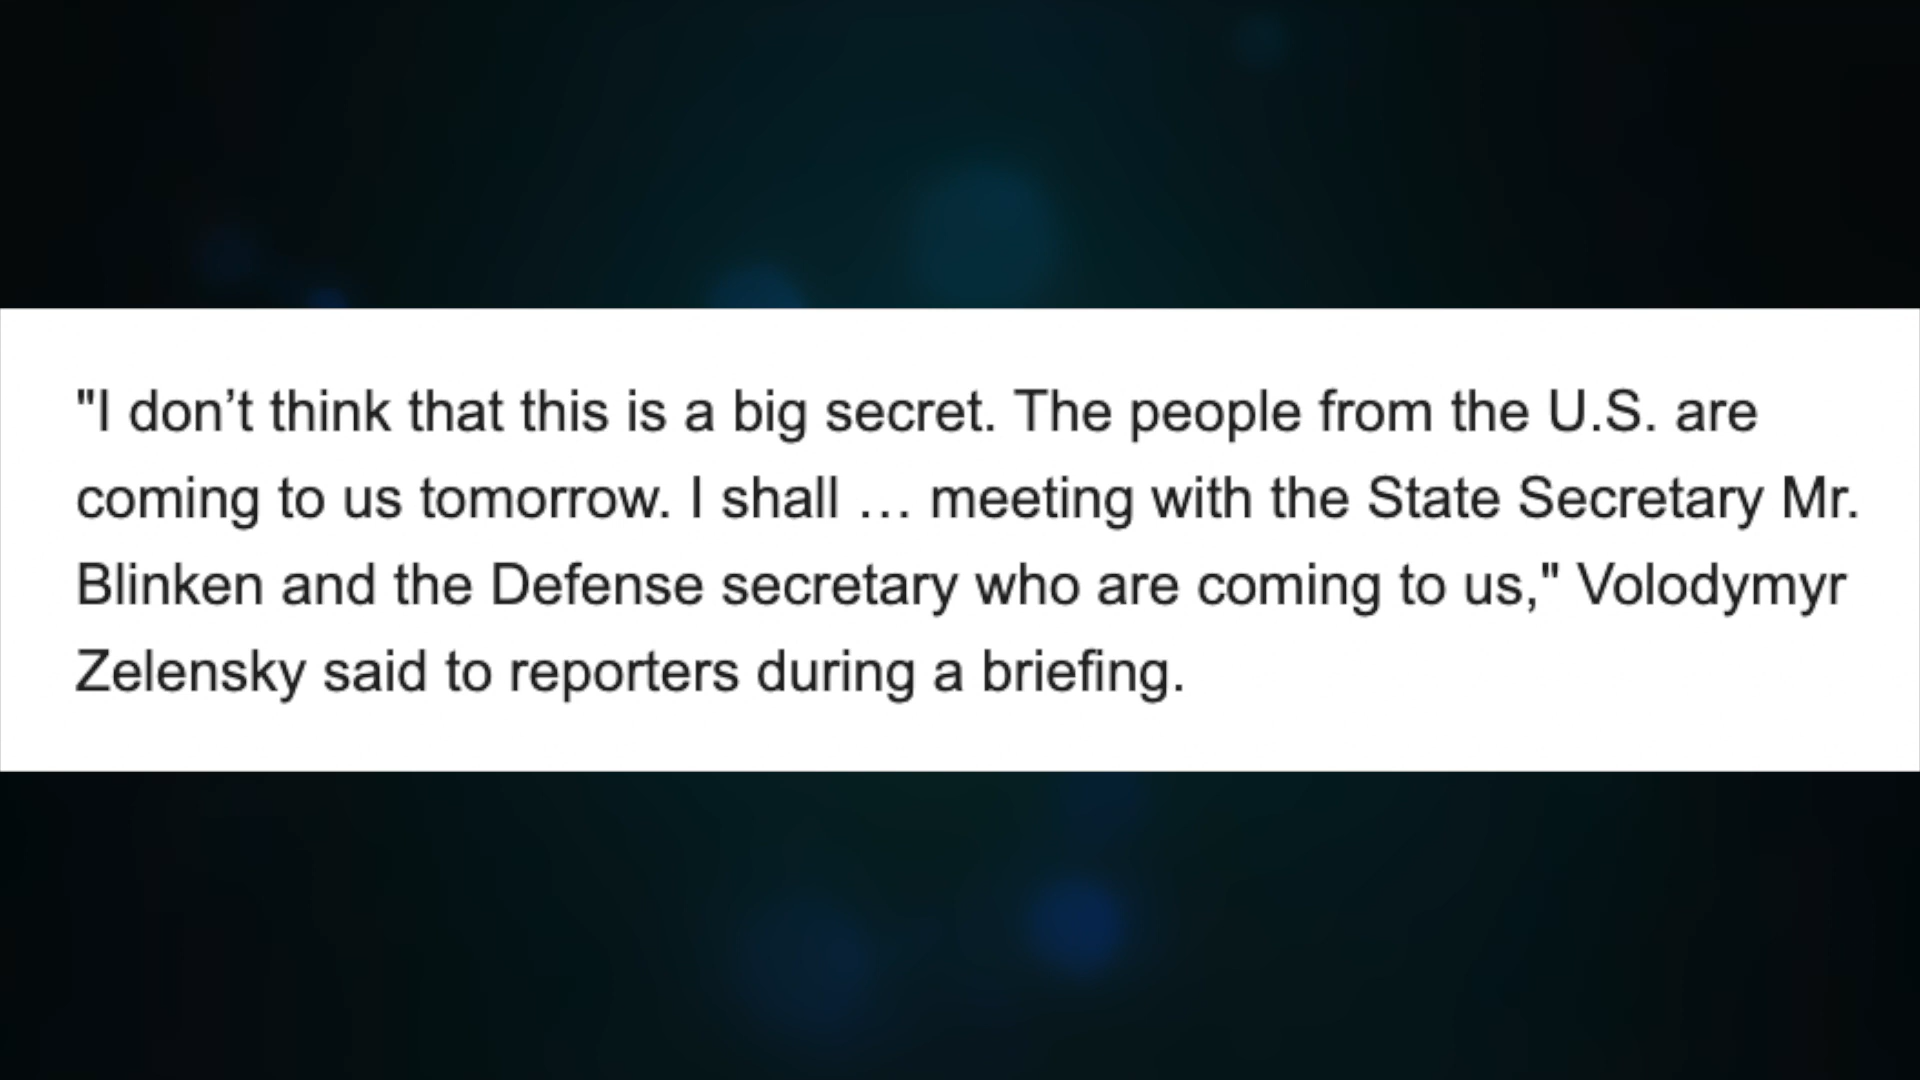 "I don’t think that this is a big secret. The people from the U.S. are
coming to us tomorrow. I shall … meeting with the State Secretary Mr.
Blinken and the Defense secretary who are coming to us," Volodymyr
Zelensky said to reporters during a briefing.